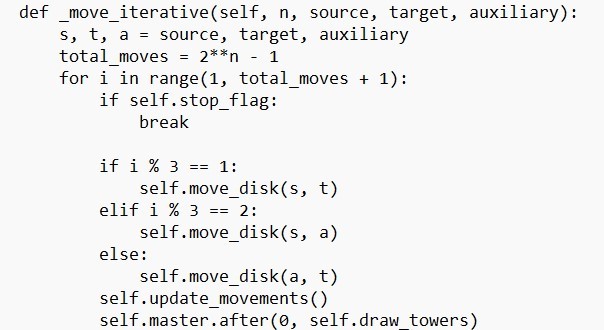 def _move_iterative(self, n, source, target, auxiliary):
    s, t, a = source, target, auxiliary
    total_moves = 2**n - 1
    for i in range(1, total_moves + 1):
        if self.stop_flag:
            break

        if i % 3 == 1:
            self.move_disk(s, t)
        elif i % 3 == 2:
            self.move_disk(s, a)
        else:
            self.move_disk(a, t)
        self.update_movements()
        self.master.after(0, self.draw_towers)